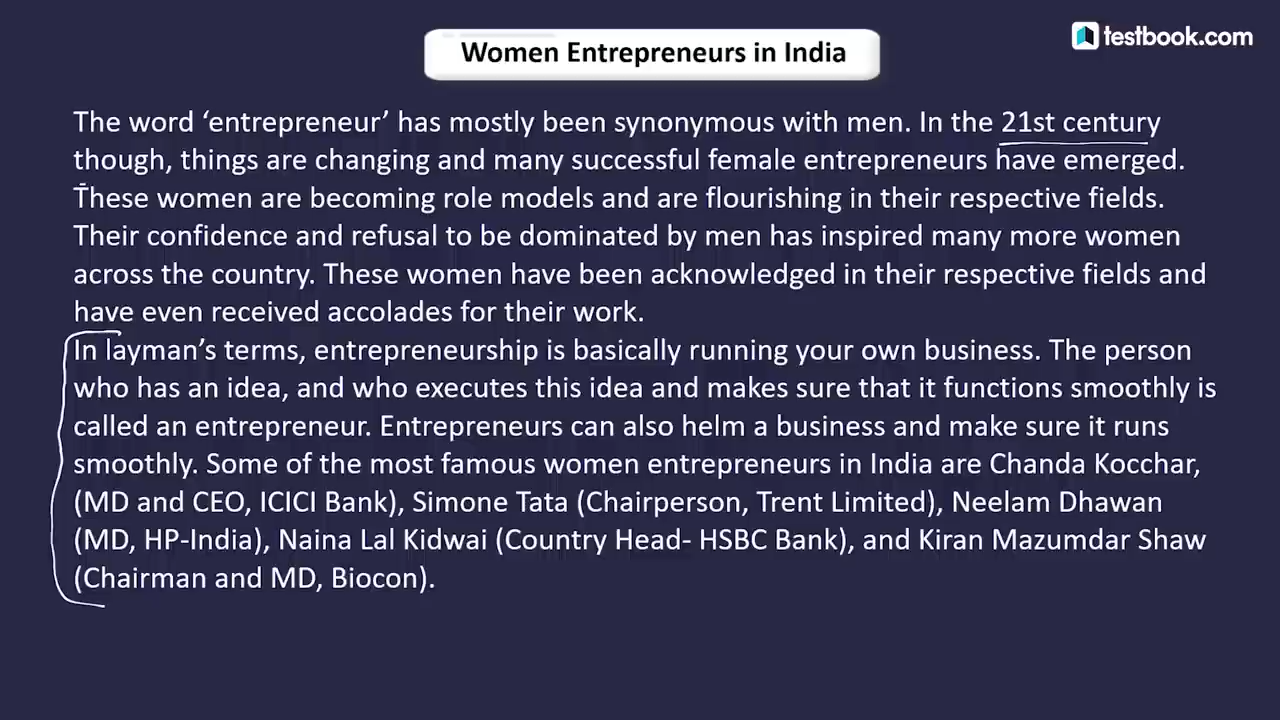 testbook.com
Women Entrepreneurs in India
The word ‘entrepreneur’ has mostly been synonymous with men. In the 21st century
though, things are changing and many successful female entrepreneurs have emerged.
These women are becoming role models and are flourishing in their respective fields.
Their confidence and refusal to be dominated by men has inspired many more women
across the country. These women have been acknowledged in their respective fields and
have even received accolades for their work.
In layman’s terms, entrepreneurship is basically running your own business. The person
who has an idea, and who executes this idea and makes sure that it functions smoothly is
called an entrepreneur. Entrepreneurs can also helm a business and make sure it runs
smoothly. Some of the most famous women entrepreneurs in India are Chanda Kocchar,
(MD and CEO, ICICI Bank), Simone Tata (Chairperson, Trent Limited), Neelam Dhawan
(MD, HP-India), Naina Lal Kidwai (Country Head- HSBC Bank), and Kiran Mazumdar Shaw
(Chairman and MD, Biocon).